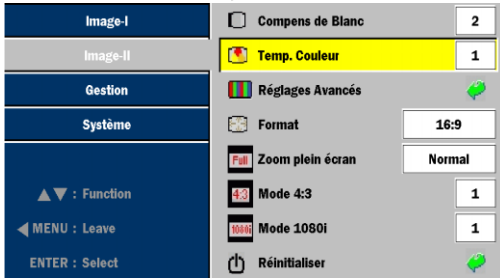 Image-I
Image-II
Gestion
Système
▲▼ : Function
◀ MENU : Leave
ENTER : Select
Compens de Blanc 2
Temp. Couleur 1
Réglages Avancés
Format 16:9
Full Zoom plein écran Normal
4:3 Mode 4:3 1
1080i Mode 1080i 1
Réinitialiser